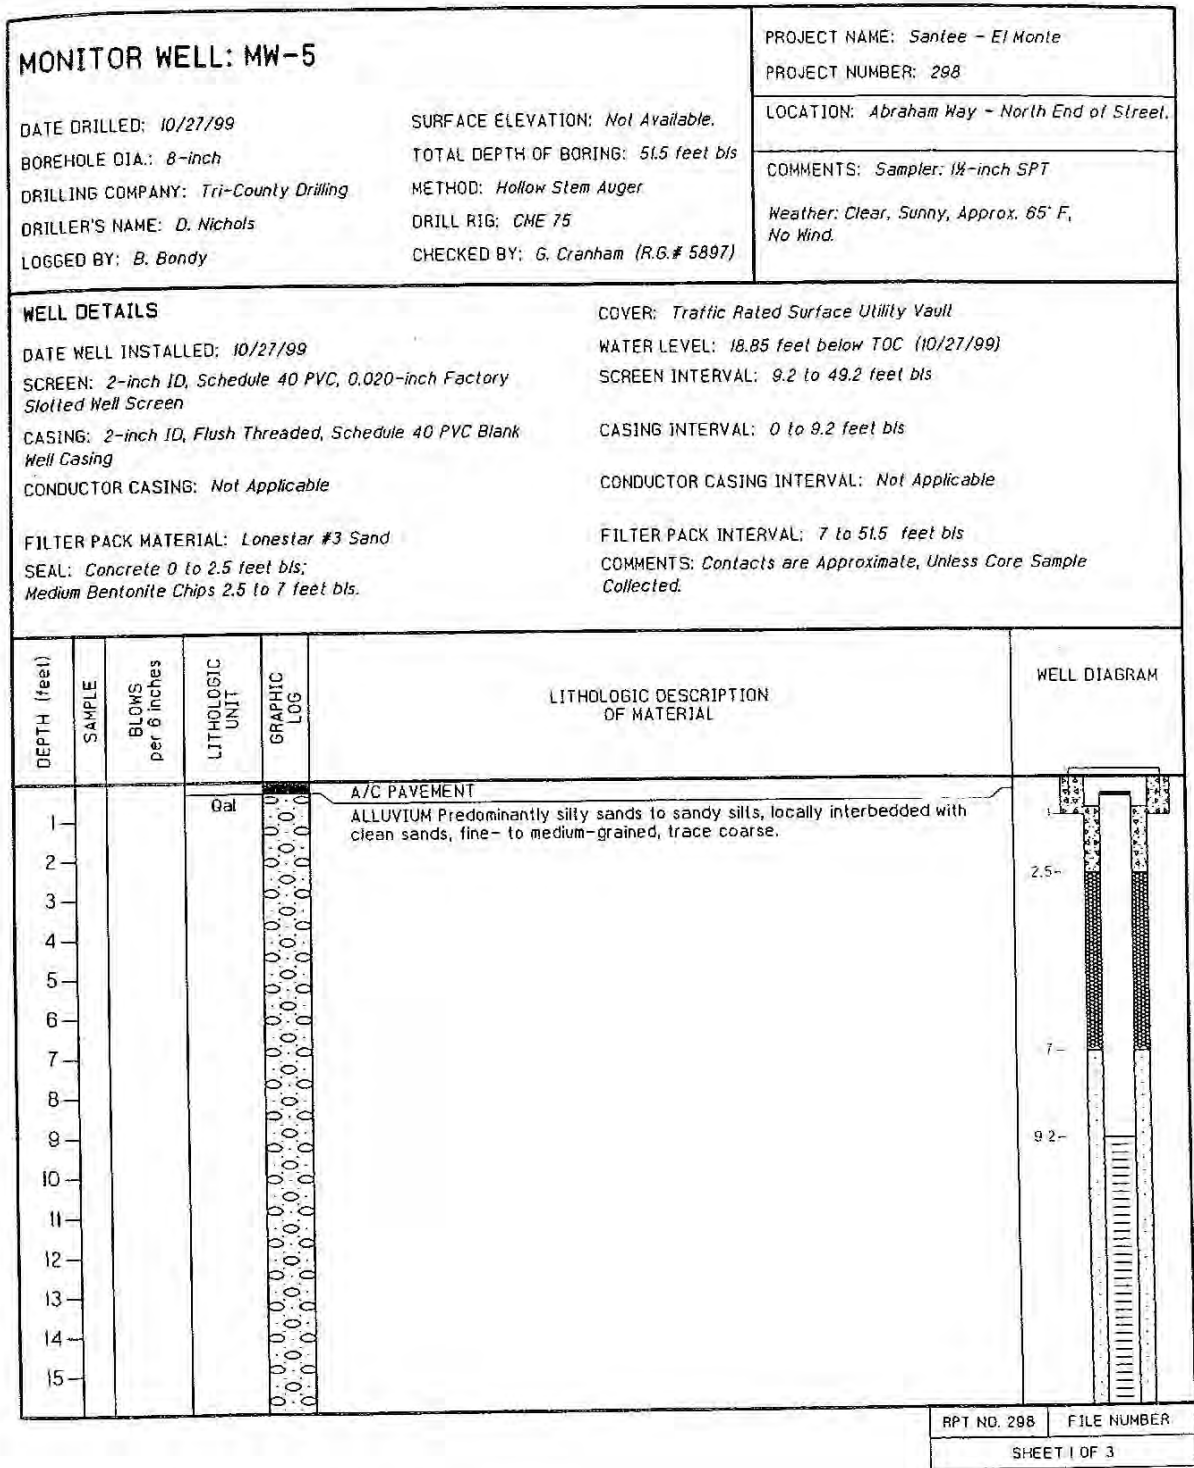 MONITOR WELL: MW-5
DATE DRILLED: 10/27/99
BOREHOLE DIA.: 8-inch
DRILLING COMPANY: Tri-County Drilling
DRILLER'S NAME: D. Nichols
LOGGED BY: B. Bondy
SURFACE ELEVATION: Not Available.
TOTAL DEPTH OF BORING: 51.5 feet bls
METHOD: Hollow Stem Auger
DRILL RIG: CME 75
CHECKED BY: G. Cranham (R.G.# 5897)
PROJECT NAME: Santee - El Monte
PROJECT NUMBER: 298
LOCATION: Abraham Way - North End of Street.
COMMENTS: Sampler: 1½-inch SPT
Weather: Clear, Sunny, Approx. 65° F,
No Wind.
WELL DETAILS
DATE WELL INSTALLED: 10/27/99
SCREEN: 2-inch ID, Schedule 40 PVC, 0.020-inch Factory
Slotted Well Screen
CASING: 2-inch ID, Flush Threaded, Schedule 40 PVC Blank
Well Casing
CONDUCTOR CASING: Not Applicable
FILTER PACK MATERIAL: Lonestar #3 Sand
SEAL: Concrete 0 to 2.5 feet bls;
Medium Bentonite Chips 2.5 to 7 feet bls.
COVER: Traffic Rated Surface Utility Vault
WATER LEVEL: 18.85 feet below TOC (10/27/99)
SCREEN INTERVAL: 9.2 to 49.2 feet bls
CASING INTERVAL: 0 to 9.2 feet bls
CONDUCTOR CASING INTERVAL: Not Applicable
FILTER PACK INTERVAL: 7 to 51.5 feet bls
COMMENTS: Contacts are Approximate, Unless Core Sample
Collected.
DEPTH (feet)
SAMPLE
BLOWS
per 6 inches
LITHOLOGIC
UNIT
GRAPHIC
LOG
LITHOLOGIC DESCRIPTION
OF MATERIAL
WELL DIAGRAM
A/C PAVEMENT
Qal
ALLUVIUM Predominantly silty sands to sandy silts, locally interbedded with
clean sands, fine- to medium-grained, trace coarse.
1
2
3
4
5
6
7
8
9
10
11
12
13
14
15
1
2.5
7
9.2
RPT NO. 298
FILE NUMBER
SHEET 1 OF 3